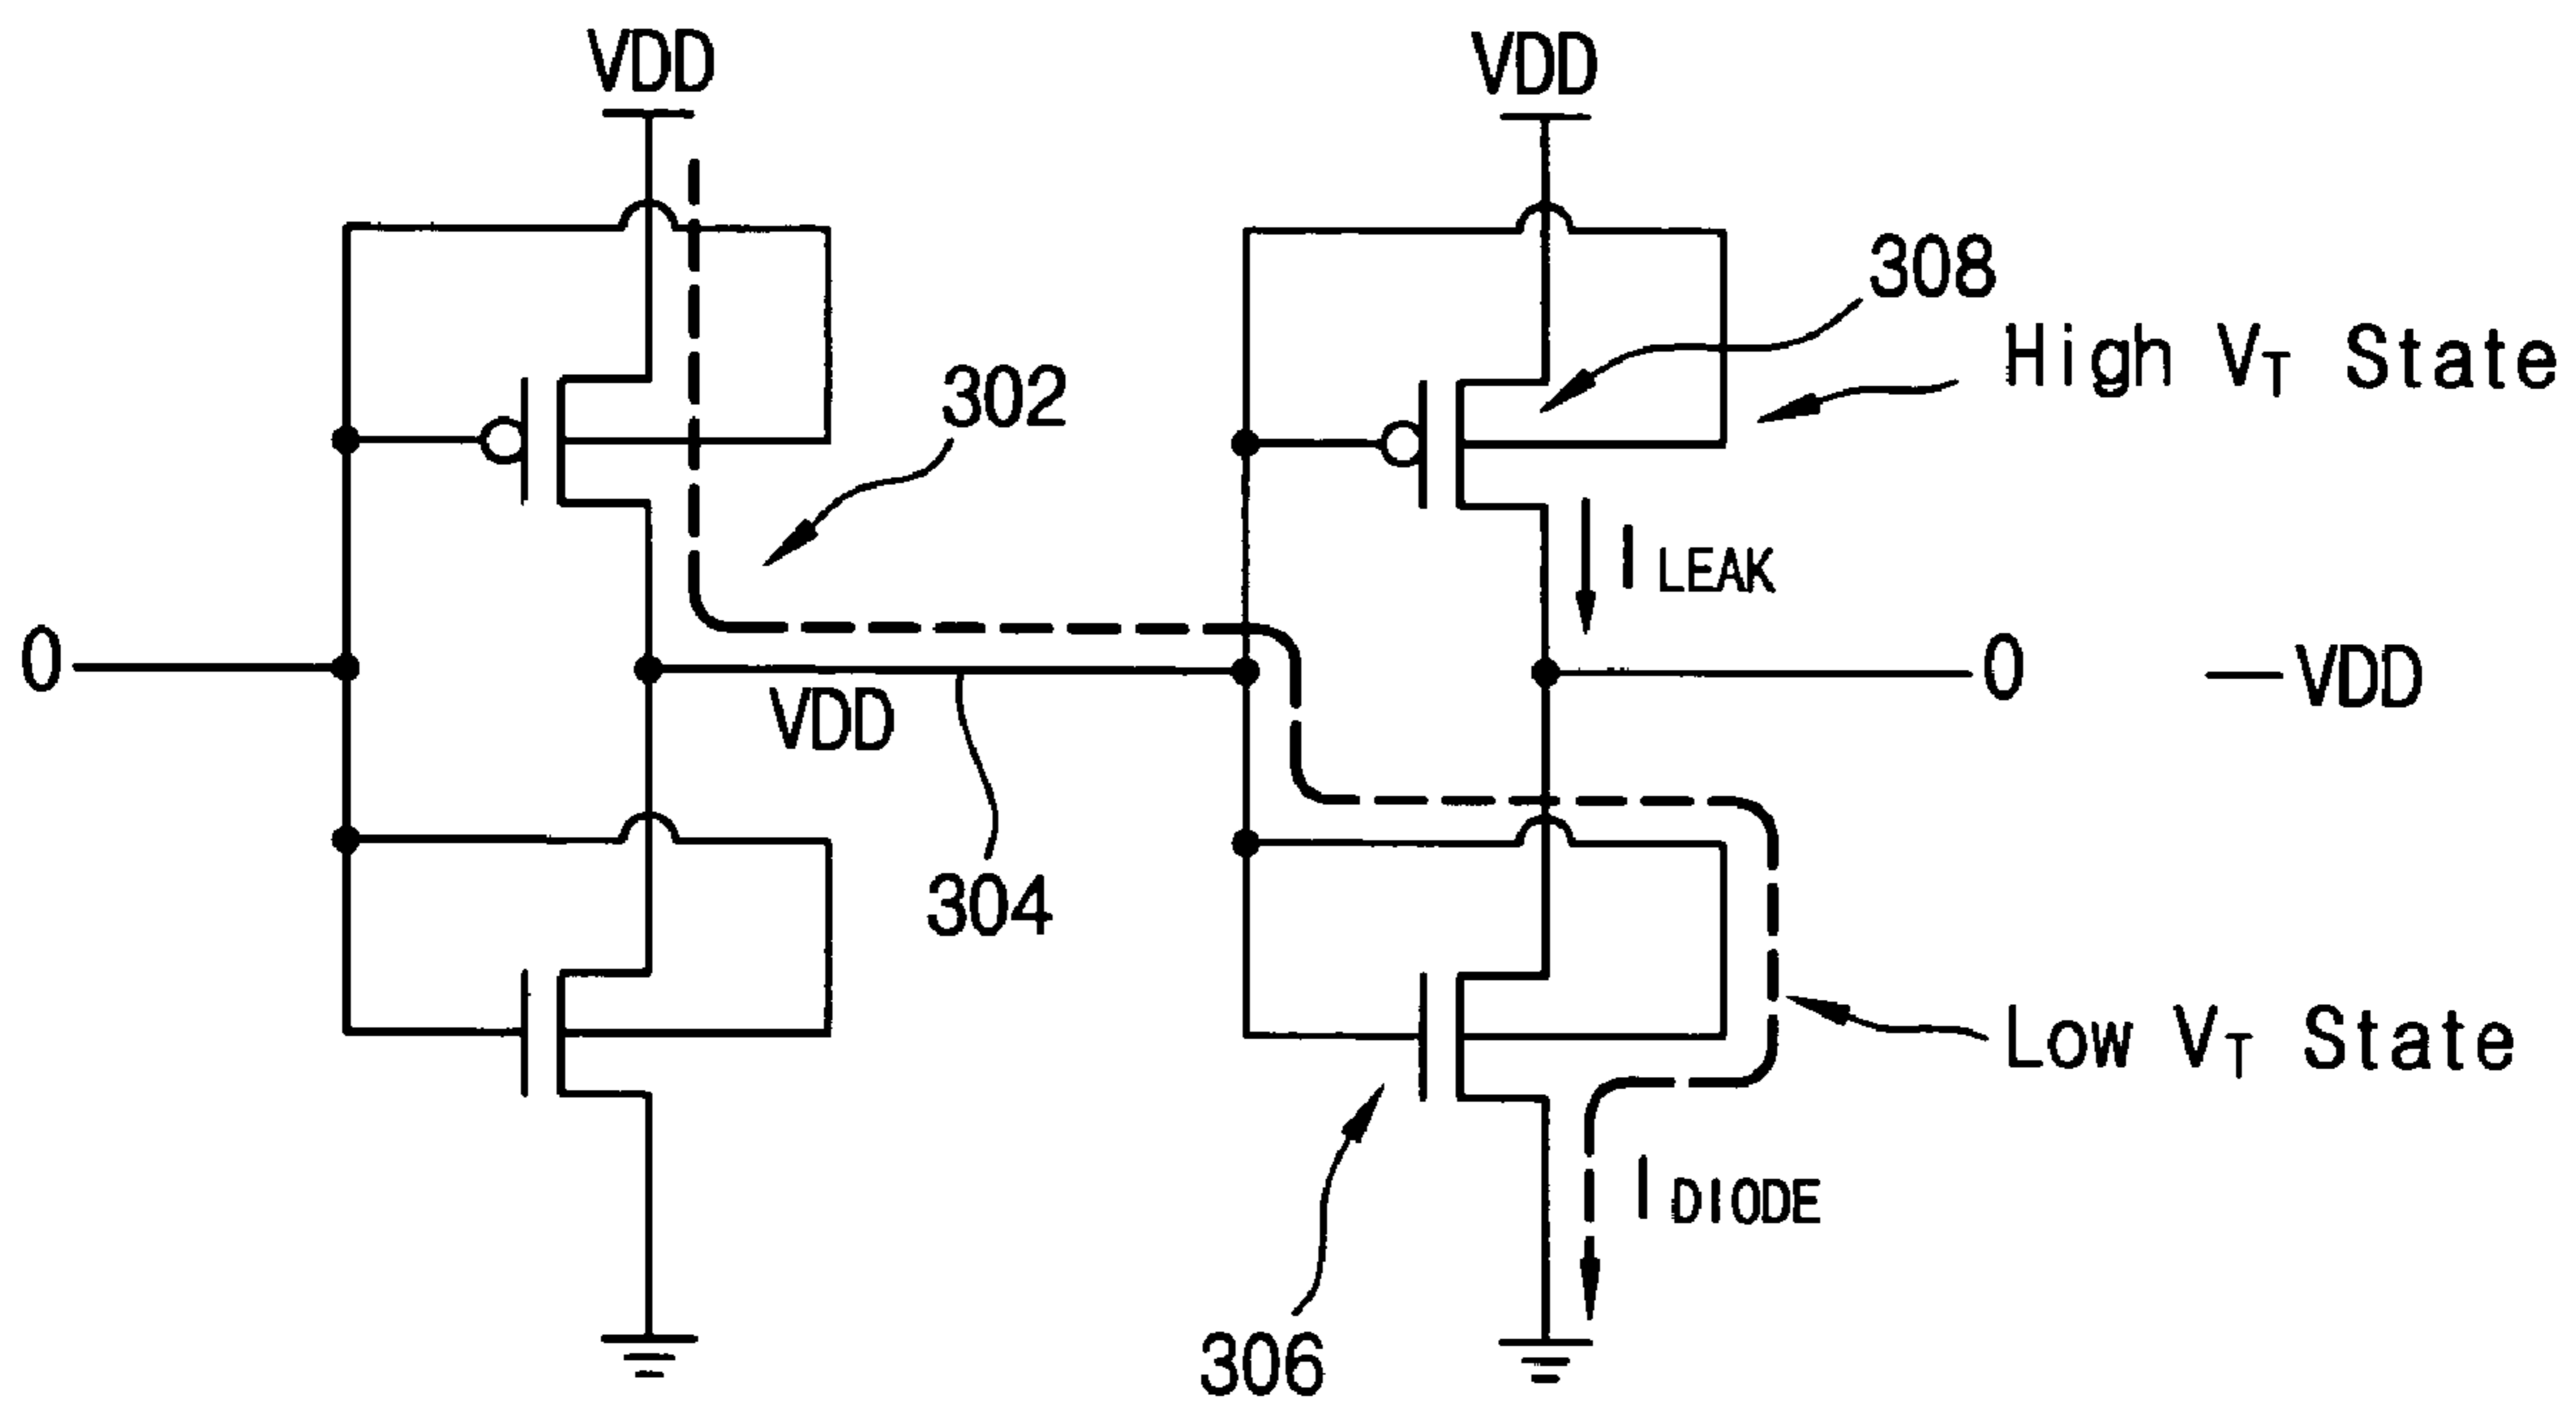 VDD
VDD
308
High VT State
302
ILEAK
0
VDD
0 —VDD
304
Low VT State
IDIODE
306